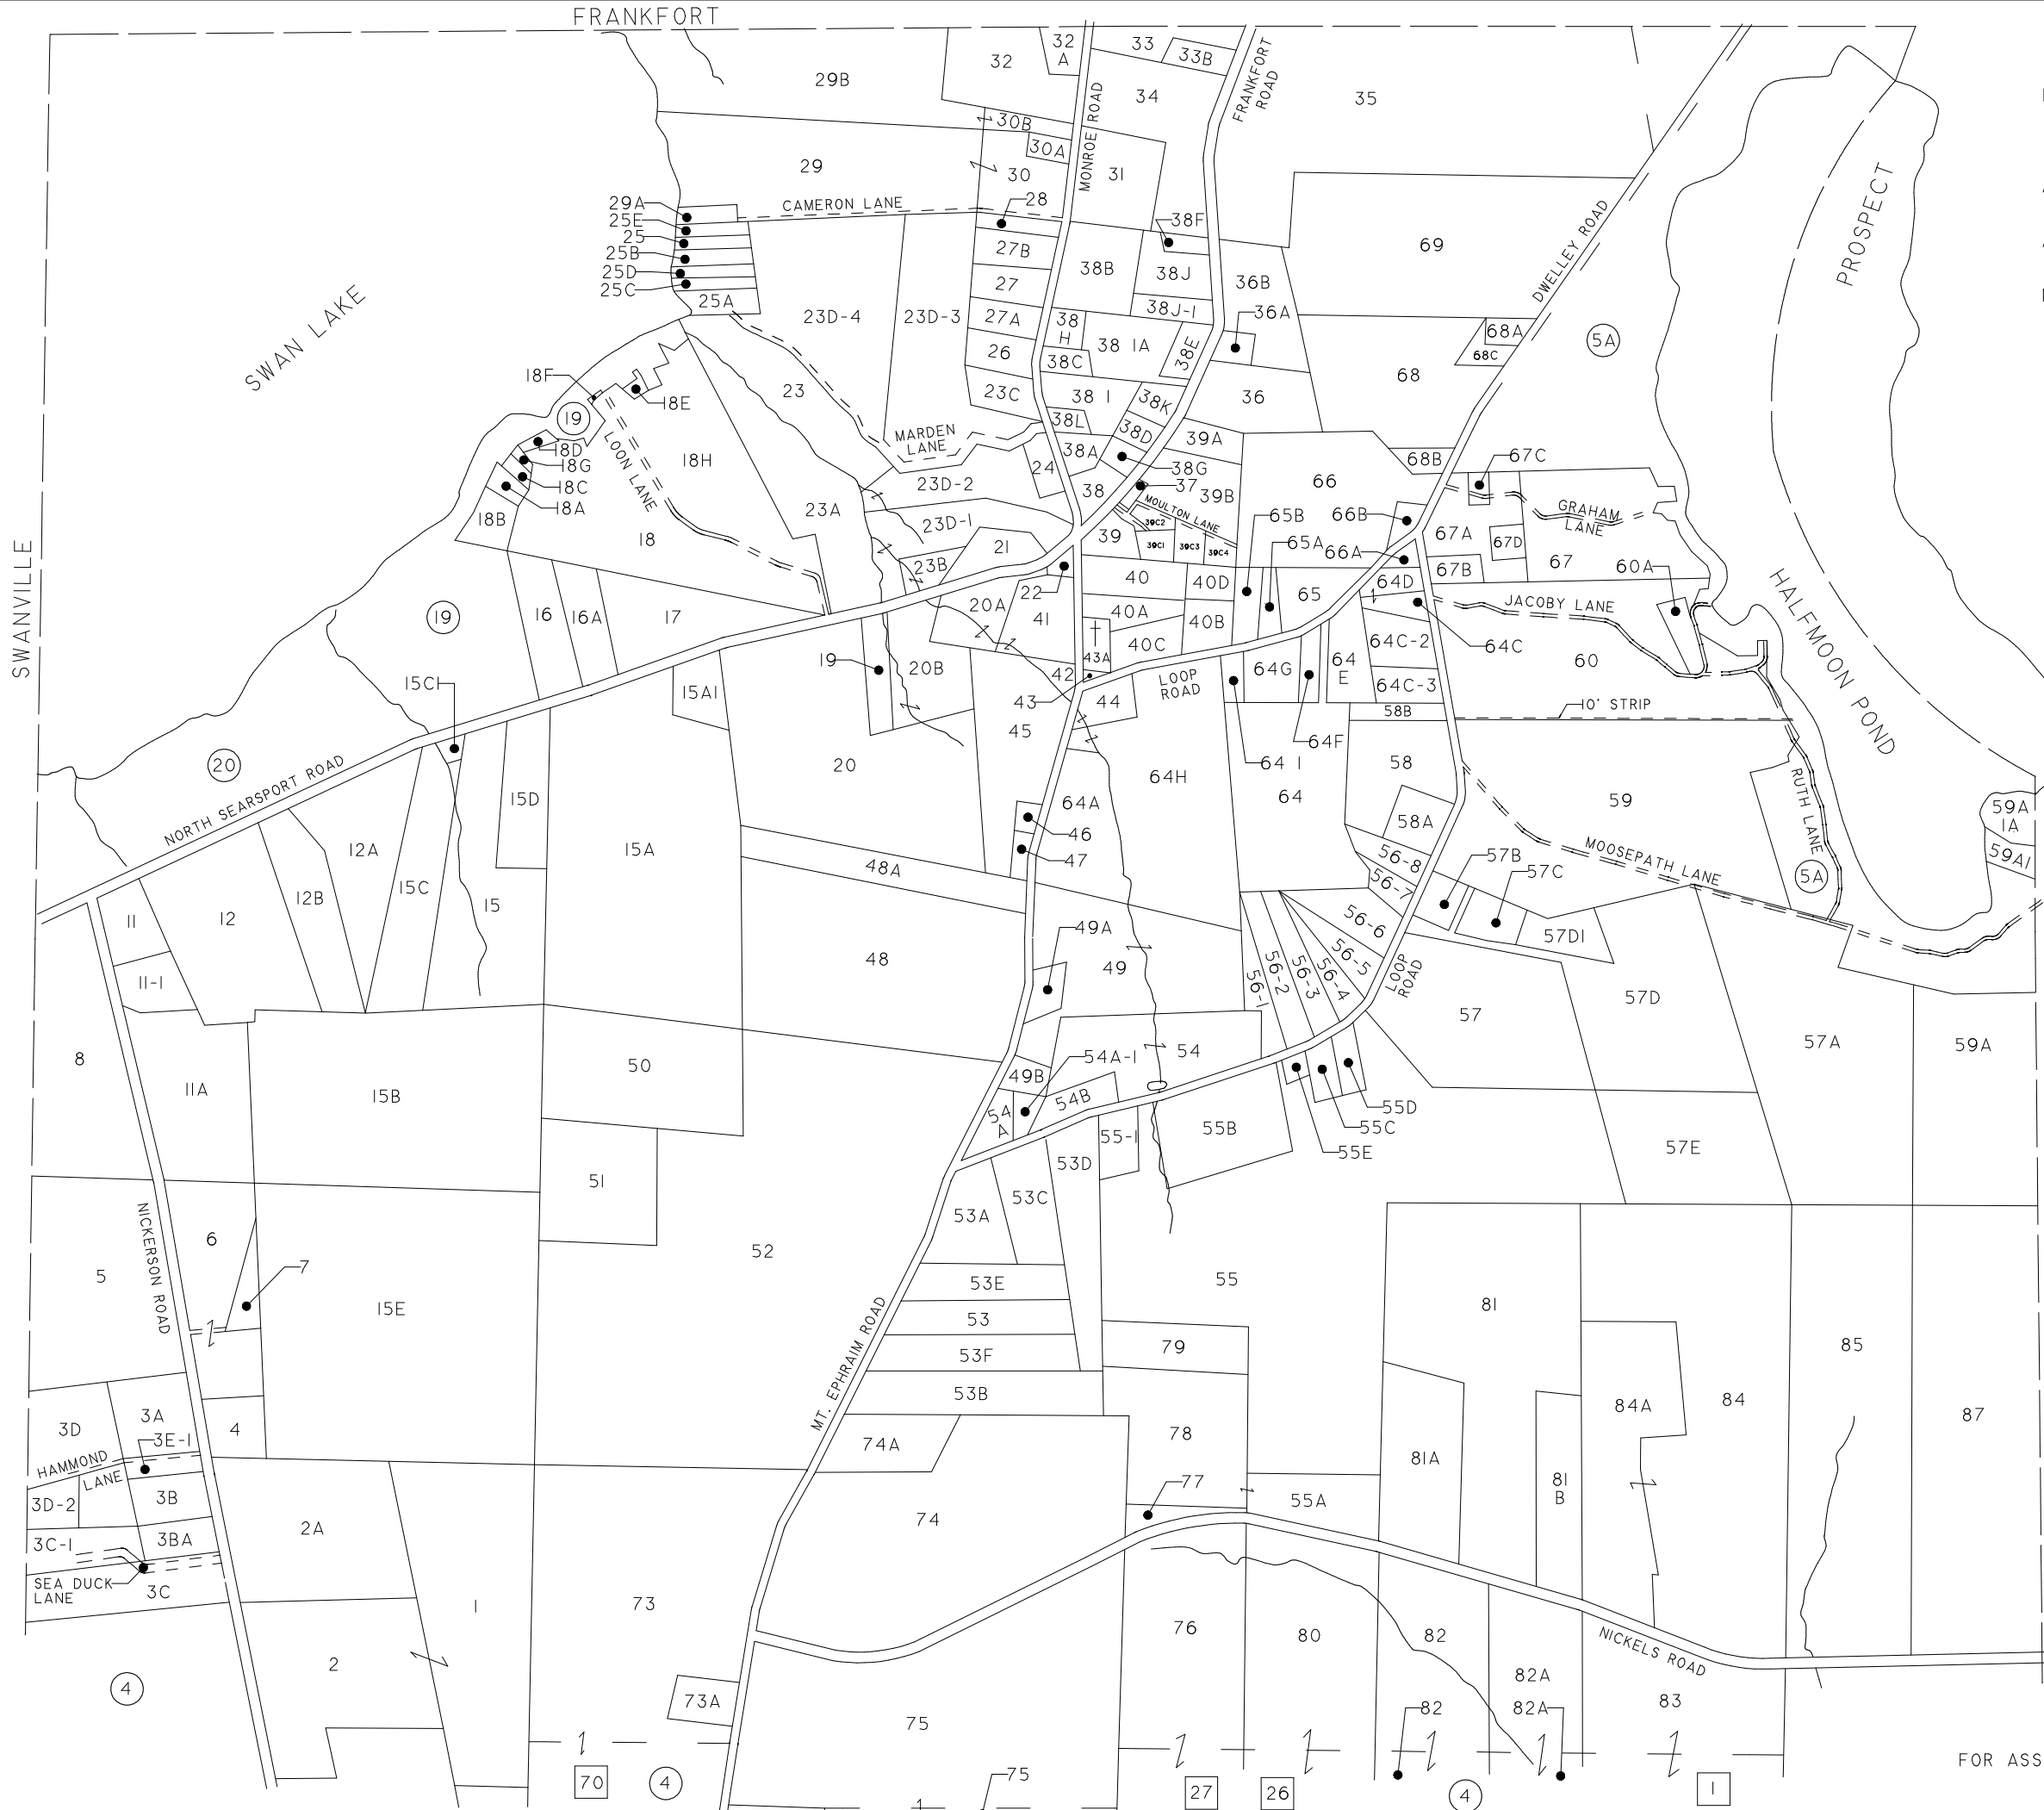 FRANKFORT
32
32
A
33
33B
29B
34
FRANKFORT
ROAD
35
30B
30A
MONROE ROAD
29
30
31
PROSPECT
29A
CAMERON LANE
28
38F
25E
25
25B
25D
25C
25A
27B
38B
38J
36B
69
DWELLEY ROAD
SWAN LAKE
23D-4
23D-3
27
38J-1
36A
27A
38
H
38 1A
38E
68A
68C
5A
26
38C
18F
18E
23
23C
38 1
38K
36
68
19
38L
LOON LANE
MARDEN
LANE
38D
39A
18D
18G
18C
18A
18H
24
38A
38G
68B
67C
18B
23D-2
38
37
39B
66
MOULTON LANE
GRAHAM
LANE
23A
23D-1
39C2
65B
66B
67A
67D
SWANVILLE
18
21
39
39C1
39C3
39C4
65A
66A
67
23B
22
40
40D
64D
67B
60A
HALFMOON POND
19
16
16A
17
20A
41
40A
40B
65
JACOBY LANE
40C
43A
64C-2
64C
19
20B
42
64G
64
E
60
15C1
15A1
43
44
LOOP
ROAD
64C-3
58B
10' STRIP
45
64F
20
NORTH SEARSPORT ROAD
20
64H
64 1
58
15D
64
59
RUTH LANE
64A
58A
59A
1A
46
12A
15A
47
56-8
MOOSEPATH LANE
59A1
48A
56-7
57B
57C
5A
12B
15C
15
11
12
56-6
49A
57D1
48
49
56-5
11-1
56-4
56-3
56-2
56-1
LOOP
ROAD
57D
57
57A
59A
8
50
54A-1
54
11A
15B
49B
54B
55D
54
A
55-1
55B
55C
57E
55E
51
53D
53C
53A
NICKERSON ROAD
6
52
5
7
53E
55
15E
81
53
MT. EPHRAIM ROAD
79
53F
85
53B
84A
84
3A
3D
3E-1
4
74A
78
87
HAMMOND
LANE
81A
77
81
B
3D-2
3B
55A
74
2A
3C-1
3BA
SEA DUCK
LANE
3C
1
73
76
80
82
NICKELS ROAD
2
82A
4
73A
83
75
82
82A
FOR ASS
70
4
75
27
26
4
1